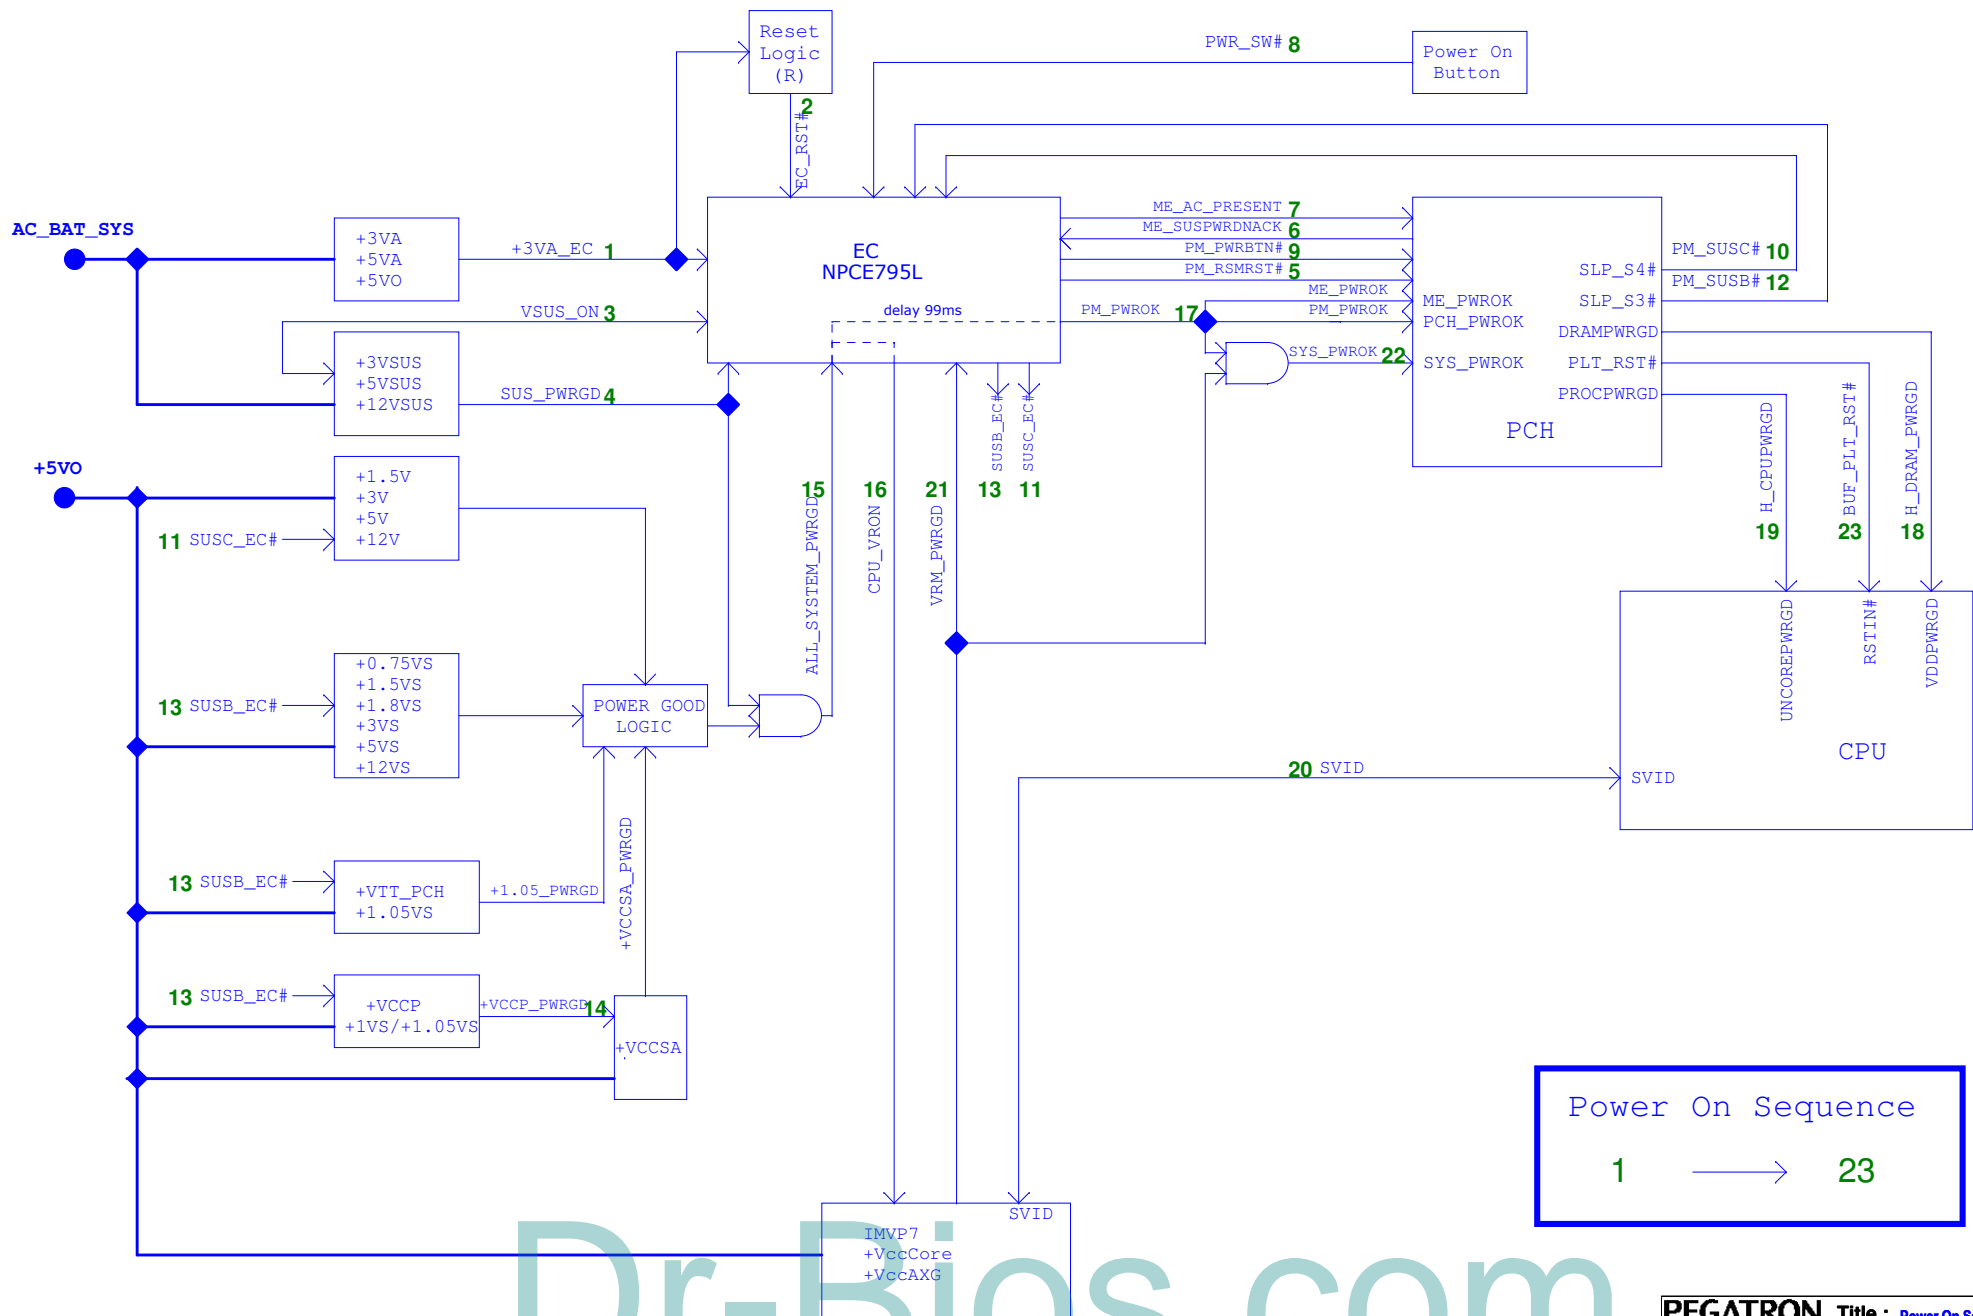 Reset
Logic
(R)
2
EC_RST#
PWR_SW# 8
Power On
Button
AC_BAT_SYS
+3VA
+5VA
+5VO
+3VA_EC 1
VSUS_ON 3
+3VSUS
+5VSUS
+12VSUS
SUS_PWRGD 4
EC
NPCE795L
delay 99ms
ME_AC_PRESENT 7
ME_SUSPWRDNACK 6
PM_PWRBTN# 9
PM_RSMRST# 5
ME_PWROK
PM_PWROK 17
PM_PWROK
SYS_PWROK 22
ME_PWROK
PCH_PWROK
SYS_PWROK
SLP_S4#
SLP_S3#
DRAMPWRGD
PLT_RST#
PROCPWRGD
PCH
PM_SUSC# 10
PM_SUSB# 12
+5VO
+1.5V
+3V
+5V
+12V
11 SUSC_EC#
SUSB_EC#
13
SUSC_EC#
11
15
ALL_SYSTEM_PWRGD
16
CPU_VRON
21
VRM_PWRGD
H_CPUPWRGD
19
BUF_PLT_RST#
23
H_DRAM_PWRGD
18
UNCOREPWRGD
RSTIN#
VDDPWRGD
CPU
SVID
20 SVID
13 SUSB_EC#
+0.75VS
+1.5VS
+1.8VS
+3VS
+5VS
+12VS
POWER GOOD
LOGIC
13 SUSB_EC#
+VTT_PCH
+1.05VS
+1.05_PWRGD
+VCCSA_PWRGD
13 SUSB_EC#
+VCCP
+1VS/+1.05VS
+VCCP_PWRGD 14
+VCCSA
Power On Sequence
1 → 23
SVID
IMVP7
+VccCore
+VccAXG
Dr-Bios.com
PEGATRON Title : Power On Se